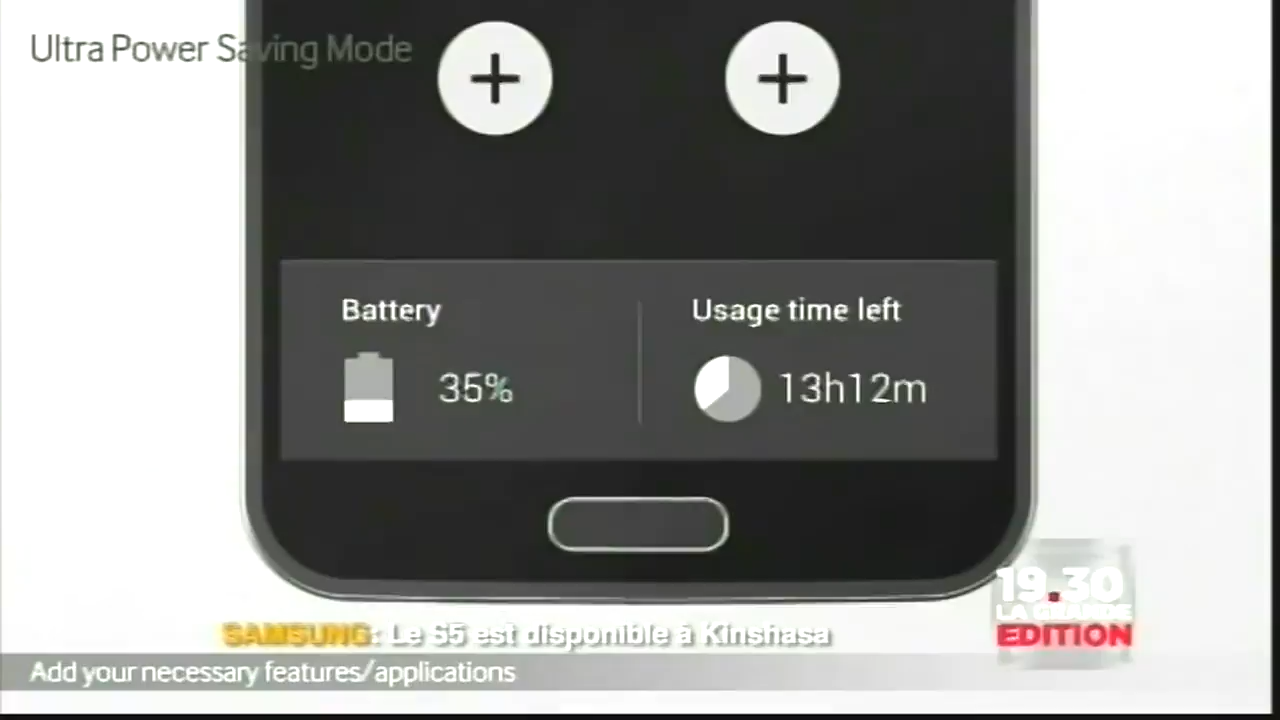 Ultra Power Saving Mode
Battery
Usage time left
35%
13h12m
19.30
LA GRANDE
EDITION
SAMSUNG: Le S5 est disponible à Kinshasa
Add your necessary features/applications